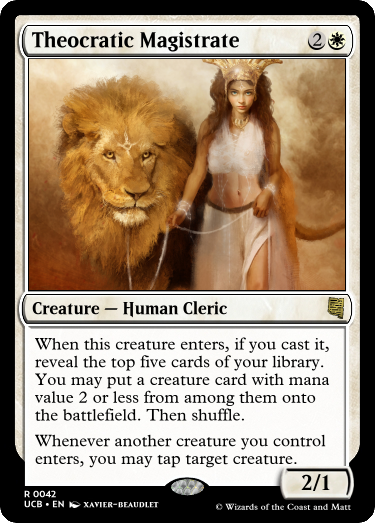 Theocratic Magistrate 2
Creature — Human Cleric
When this creature enters, if you cast it,
reveal the top five cards of your library.
You may put a creature card with mana
value 2 or less from among them onto
the battlefield. Then shuffle.
Whenever another creature you control
enters, you may tap target creature.
2/1
R 0042
UCB • EN XAVIER-BEAUDLET
© Wizards of the Coast and Matt